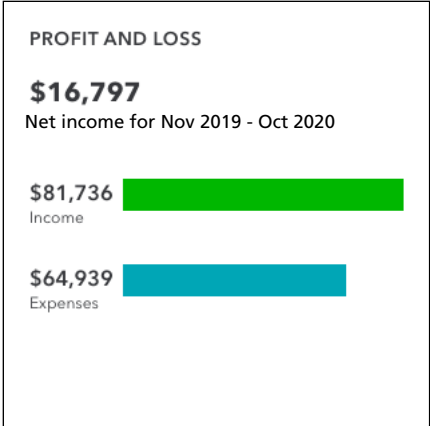 PROFIT AND LOSS
$16,797
Net income for Nov 2019 - Oct 2020
$81,736
Income
$64,939
Expenses